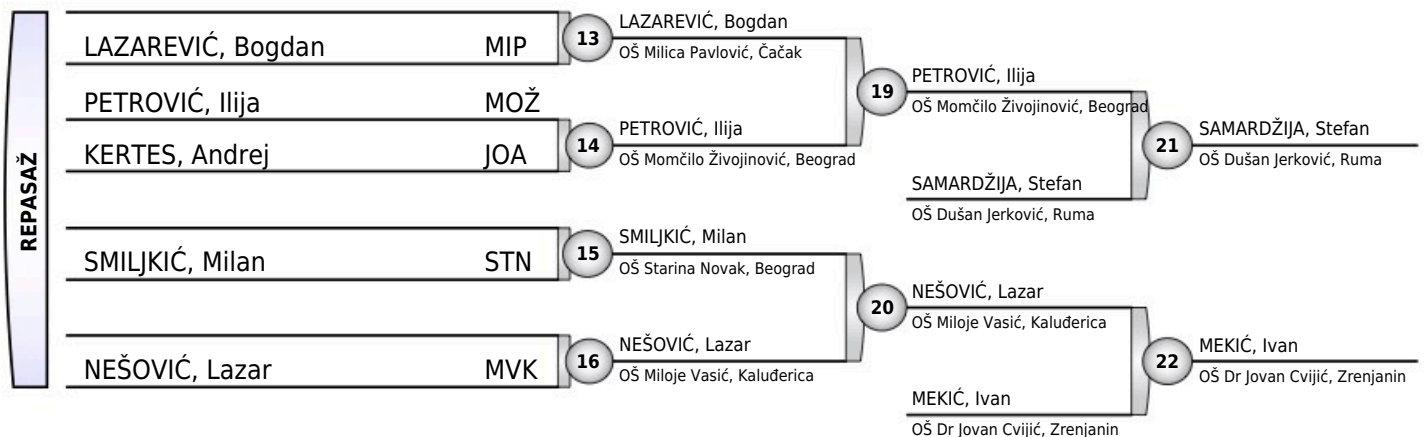 REPASAŽ
LAZAREVIĆ, Bogdan MIP
PETROVIĆ, Ilija MOŽ
KERTES, Andrej JOA
SMILJKIĆ, Milan STN
NEŠOVIĆ, Lazar MVK
13
LAZAREVIĆ, Bogdan
OŠ Milica Pavlović, Čačak
14
PETROVIĆ, Ilija
OŠ Momčilo Živojinović, Beograd
15
SMILJKIĆ, Milan
OŠ Starina Novak, Beograd
16
NEŠOVIĆ, Lazar
OŠ Miloje Vasić, Kaluđerica
19
PETROVIĆ, Ilija
OŠ Momčilo Živojinović, Beograd
SAMARDŽIJA, Stefan
OŠ Dušan Jerković, Ruma
20
NEŠOVIĆ, Lazar
OŠ Miloje Vasić, Kaluđerica
MEKIĆ, Ivan
OŠ Dr Jovan Cvijić, Zrenjanin
21
SAMARDŽIJA, Stefan
OŠ Dušan Jerković, Ruma
22
MEKIĆ, Ivan
OŠ Dr Jovan Cvijić, Zrenjanin